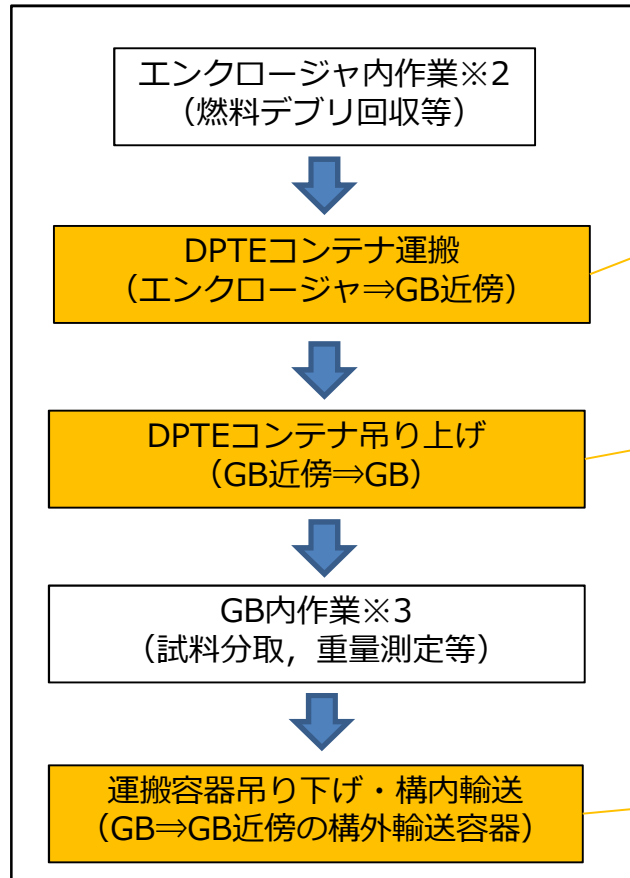 エンクロージャ内作業※2
（燃料デブリ回収等）
DPTEコンテナ運搬
（エンクロージャ⇒GB近傍）
DPTEコンテナ吊り上げ
（GB近傍⇒GB）
GB内作業※3
（試料分取，重量測定等）
運搬容器吊り下げ・構内輸送
（GB⇒GB近傍の構外輸送容器）